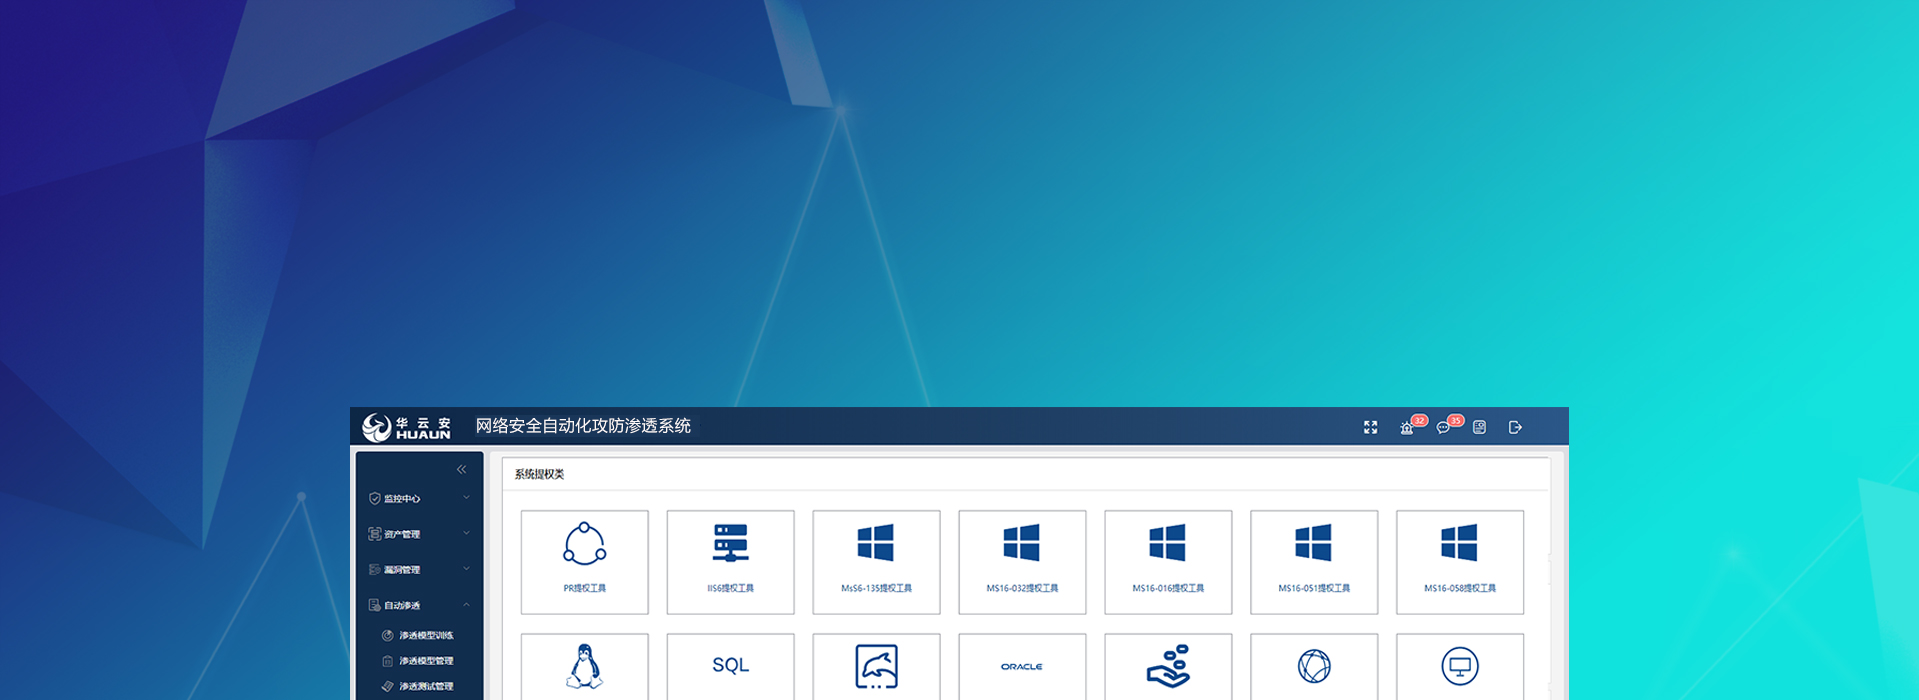 华云安
HUAUN
网络安全自动化攻防渗透系统
32
35
系统提权类
监控中心
资产管理
漏洞管理
自动渗透
渗透模型训练
渗透模型管理
渗透测试管理
PR提权工具
IIS6提权工具
MsS6-135提权工具
MS16-032提权工具
MS16-016提权工具
MS16-051提权工具
MS16-058提权工具
SQL
ORACLE